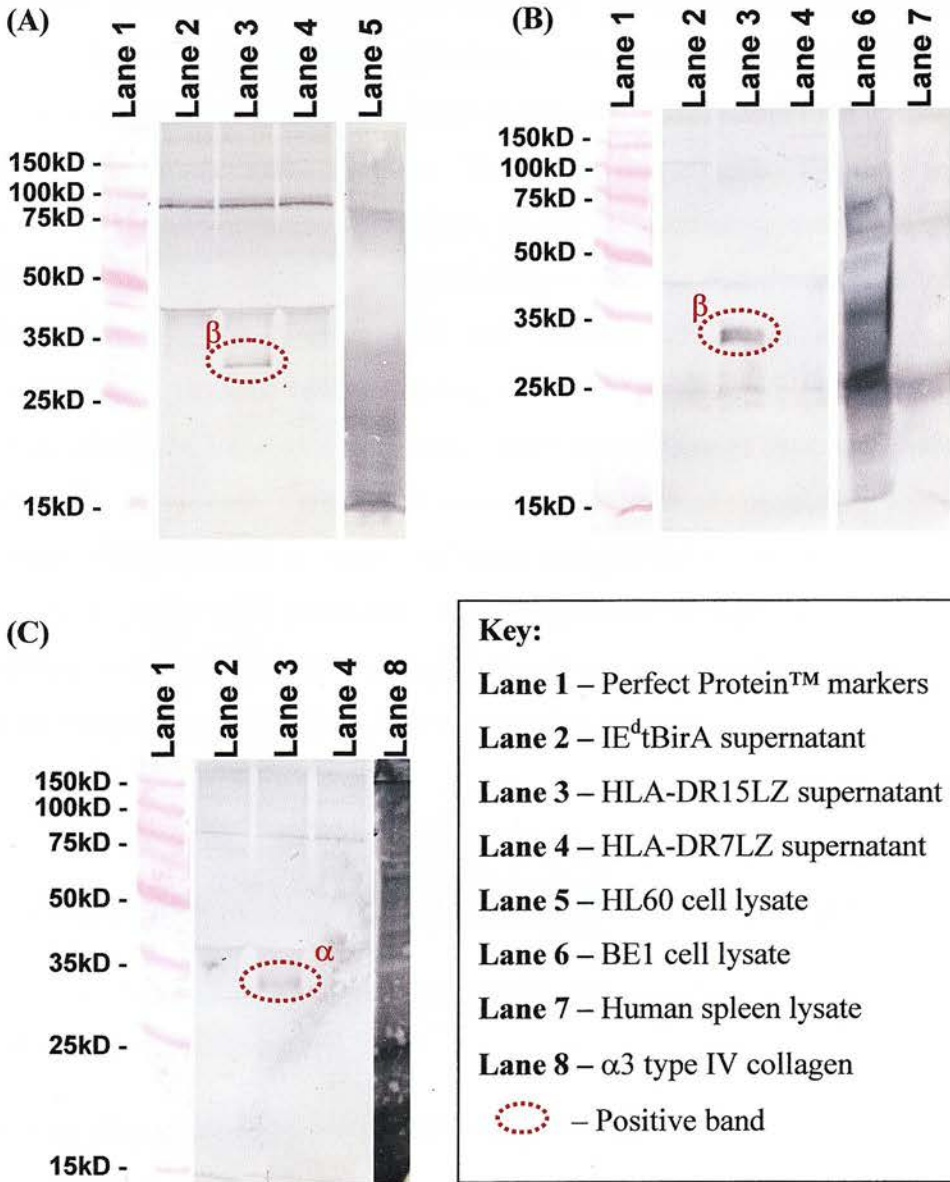 (A)
Lane 1
Lane 2
Lane 3
Lane 4
Lane 5
150kD -
100kD -
75kD -
50kD -
35kD -
25kD -
15kD -
β
(B)
Lane 1
Lane 2
Lane 3
Lane 4
Lane 6
Lane 7
150kD -
100kD -
75kD -
50kD -
35kD -
25kD -
15kD -
β
(C)
Lane 1
Lane 2
Lane 3
Lane 4
Lane 8
150kD -
100kD -
75kD -
50kD -
35kD -
25kD -
15kD -
α
Key:
Lane 1 – Perfect Protein™ markers
Lane 2 – IEᵈtBirA supernatant
Lane 3 – HLA-DR15LZ supernatant
Lane 4 – HLA-DR7LZ supernatant
Lane 5 – HL60 cell lysate
Lane 6 – BE1 cell lysate
Lane 7 – Human spleen lysate
Lane 8 – α3 type IV collagen
– Positive band